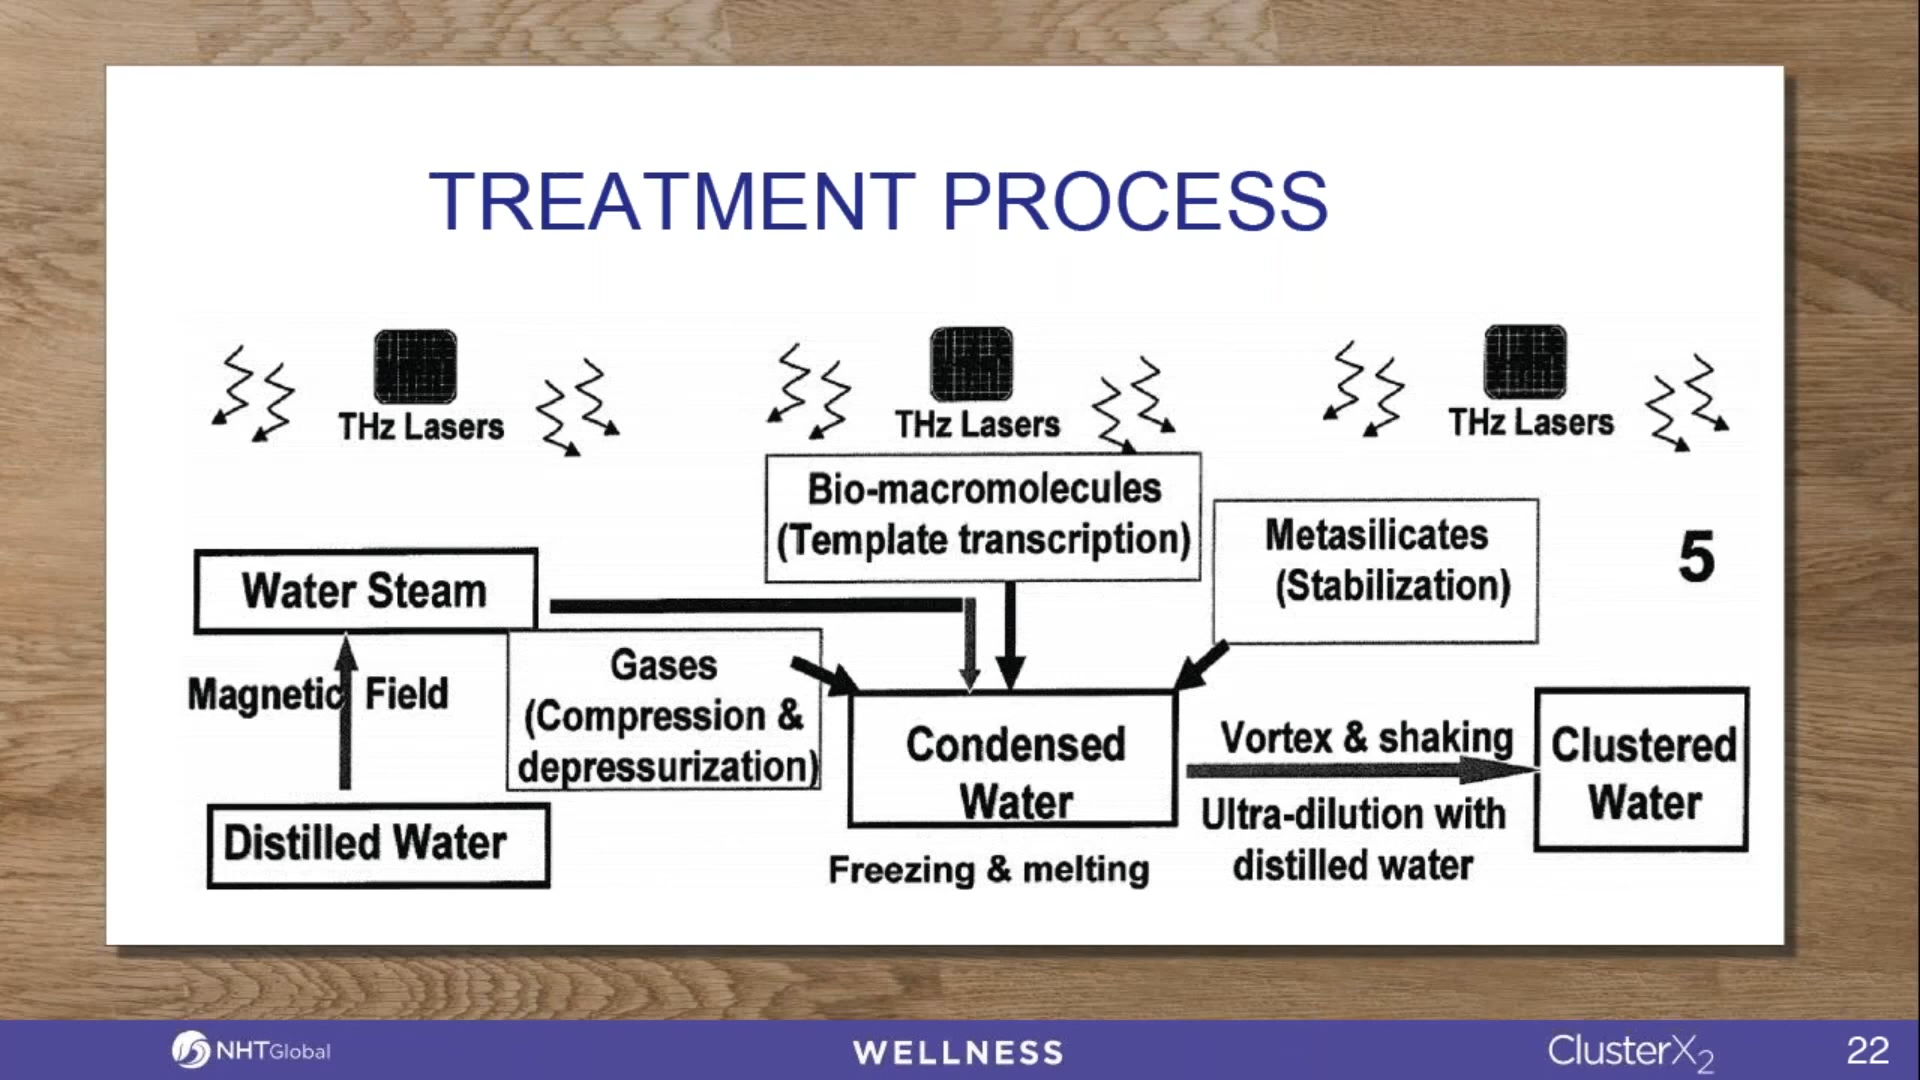 TREATMENT PROCESS
THz Lasers
THz Lasers
THz Lasers
Bio-macromolecules
(Template transcription)
Metasilicates
(Stabilization)
5
Water Steam
Gases
(Compression &
depressurization)
Magnetic Field
Condensed
Water
Vortex & shaking
Clustered
Water
Ultra-dilution with
distilled water
Distilled Water
Freezing & melting
NHTGlobal
WELLNESS
ClusterX2
22